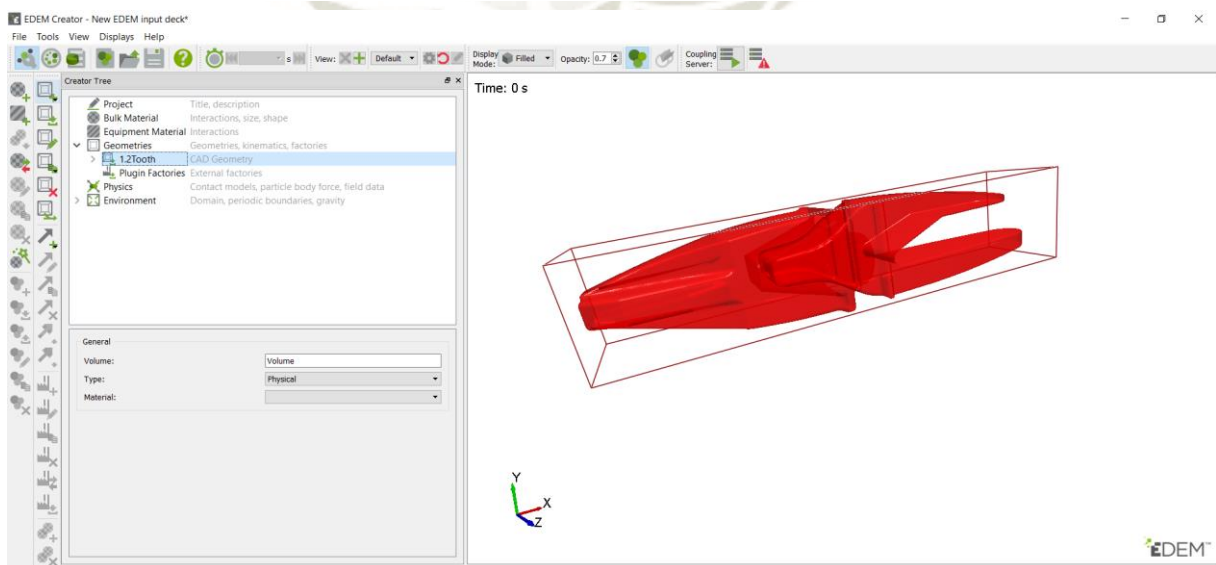 EDEM Creator - New EDEM input deck*
File Tools View Displays Help
s View: Default Display Mode: Filled Opacity: 0.7 Coupling Server:
Creator Tree
Project Title, description
Bulk Material Interactions, size, shape
Equipment Material Interactions
Geometries Geometries, kinematics, factories
1.2Tooth CAD Geometry
Plugin Factories External factories
Physics Contact models, particle body force, field data
Environment Domain, periodic boundaries, gravity
General
Volume: Volume
Type: Physical
Material:
Time: 0 s
Y
X
Z
EDEM™